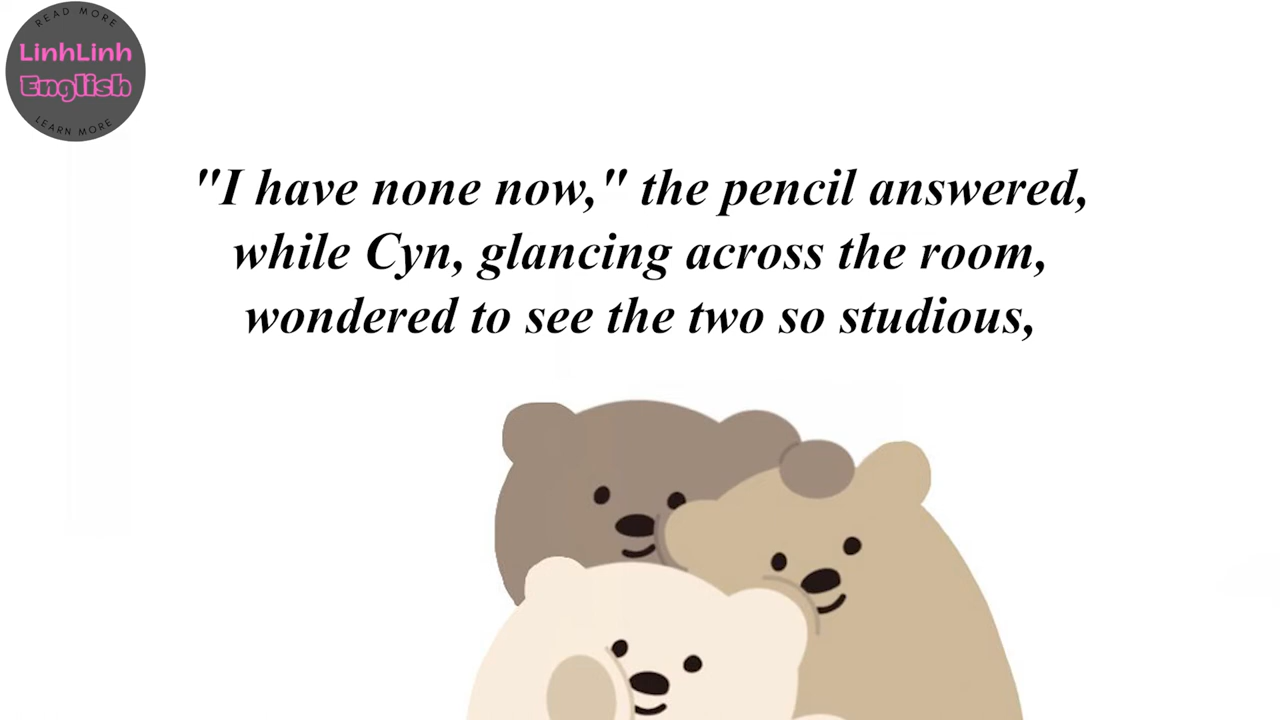 READ MORE
LinhLinh
English
LEARN MORE
"I have none now," the pencil answered,
while Cyn, glancing across the room,
wondered to see the two so studious,